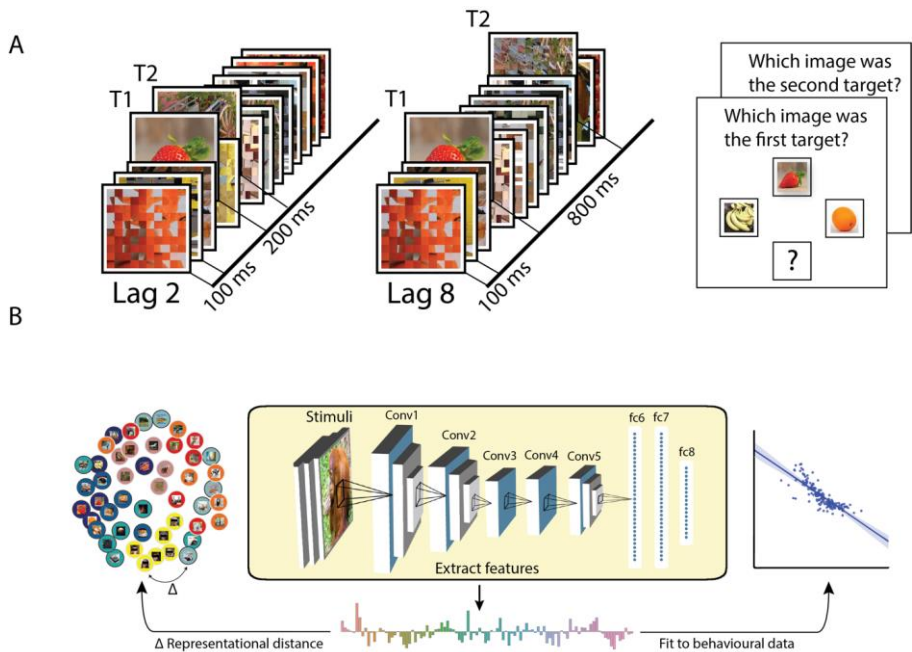 A
T1
T2
100 ms
200 ms
Lag 2
T1
T2
100 ms
800 ms
Lag 8
Which image was
the second target?
Which image was
the first target?
?
B
Stimuli
Conv1
Conv2
Conv3
Conv4
Conv5
fc6
fc7
fc8
Extract features
Δ
Δ Representational distance
Fit to behavioural data